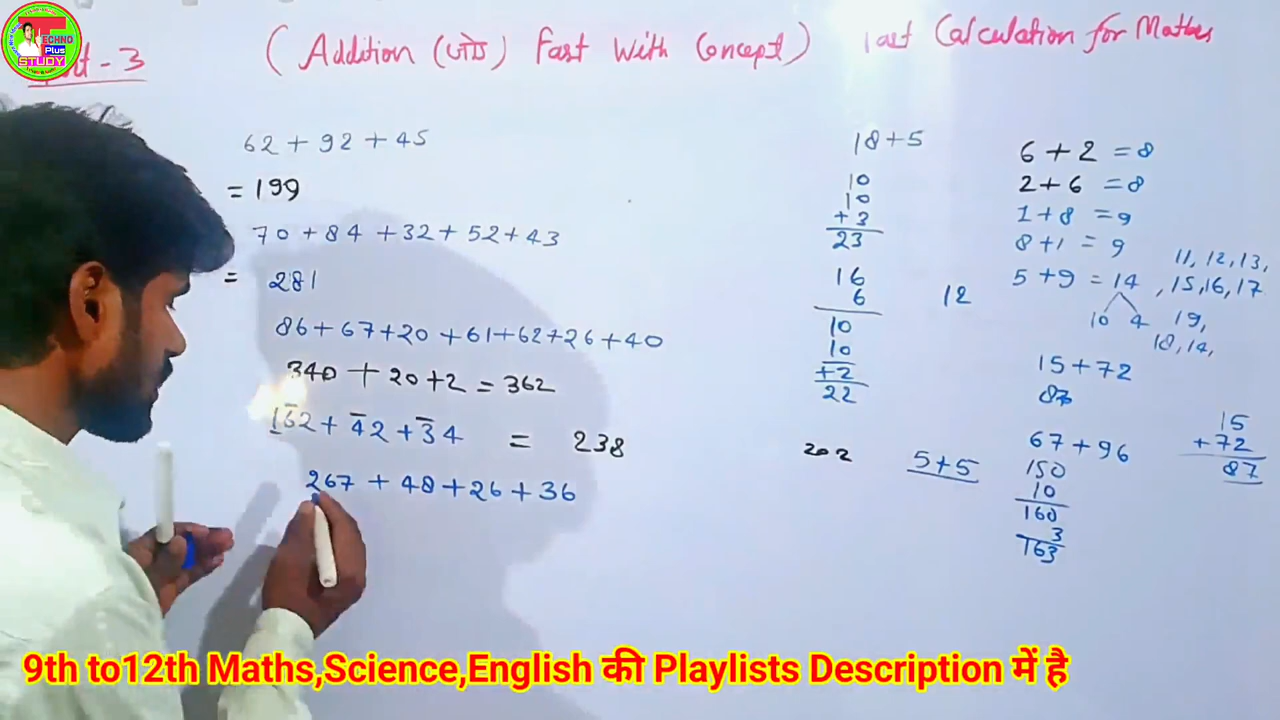 TECHNO
Plus
STUDY
Part - 3
(Addition (जोड़) Fast With Concept) Fast Calculation for Maths
62 + 92 + 45
= 199
70 + 84 + 32 + 52 + 43
= 281
86 + 67 + 20 + 61 + 62 + 26 + 40
340 + 20 + 2 = 362
162 + 42 + 34 = 238
267 + 48 + 26 + 36
18 + 5
10
10
+ 3
23
16
6
10
10
+ 2
22
12
202
5 + 5
6 + 2 = 8
2 + 6 = 8
1 + 8 = 9
8 + 1 = 9
5 + 9 = 14
10 4
11, 12, 13,
, 15, 16, 17
19,
18, 14,
15 + 72
87
67 + 96
150
10
160
3
163
15
+ 72
87
9th to12th Maths,Science,English की Playlists Description में है